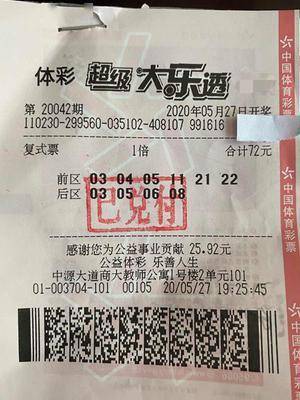 体彩 超级大乐透
第 20042期 2020年05月27日开奖
110230-299560-035102-408107 991616
复式票 1倍 合计72元
前区 03 04 05 11 21 22
后区 03 05 06 08
已兑付
感谢您为公益事业贡献 25.92元
公益体彩 乐善人生
中源大道商大教师公寓1号楼2单元101
01-003704-101 00105 20/05/27 19:25:45
中国体育彩票
中国体育彩票